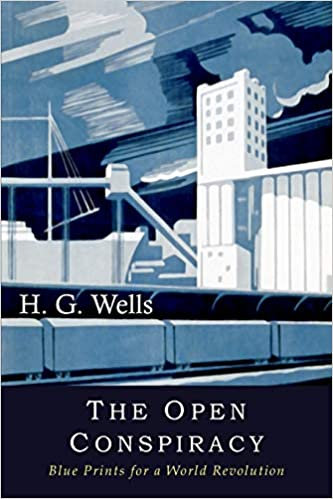 H. G. Wells
THE OPEN
CONSPIRACY
Blue Prints for a World Revolution